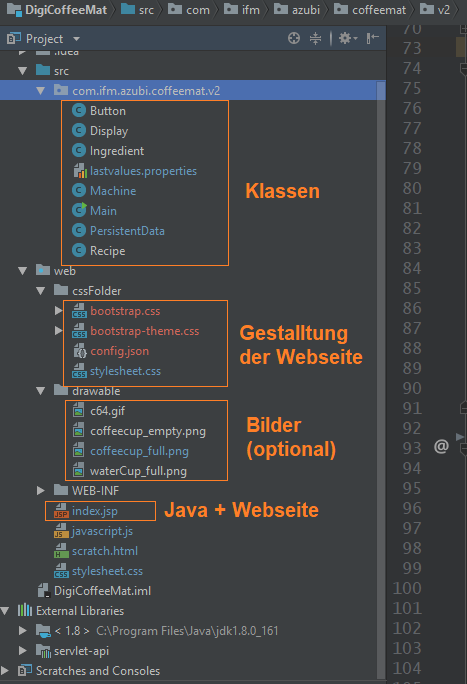 DigiCoffeeMat src com ifm azubi coffeemat v2
Project
.idea
src
com.ifm.azubi.coffeemat.v2
Button
Display
Ingredient
lastvalues.properties
Machine
Main
PersistentData
Recipe
Klassen
web
cssFolder
bootstrap.css
bootstrap-theme.css
config.json
stylesheet.css
Gestalltung
der Webseite
drawable
c64.gif
coffeecup_empty.png
coffeecup_full.png
waterCup_full.png
Bilder
(optional)
WEB-INF
index.jsp
Java + Webseite
javascript.js
scratch.html
stylesheet.css
DigiCoffeeMat.iml
External Libraries
< 1.8 > C:\Program Files\Java\jdk1.8.0_161
servlet-api
Scratches and Consoles
70
73
74
75
76
77
78
79
80
81
82
83
84
85
86
87
88
89
90
91
92
93 @
94
95
96
97
98
99
100
101
102
103
104